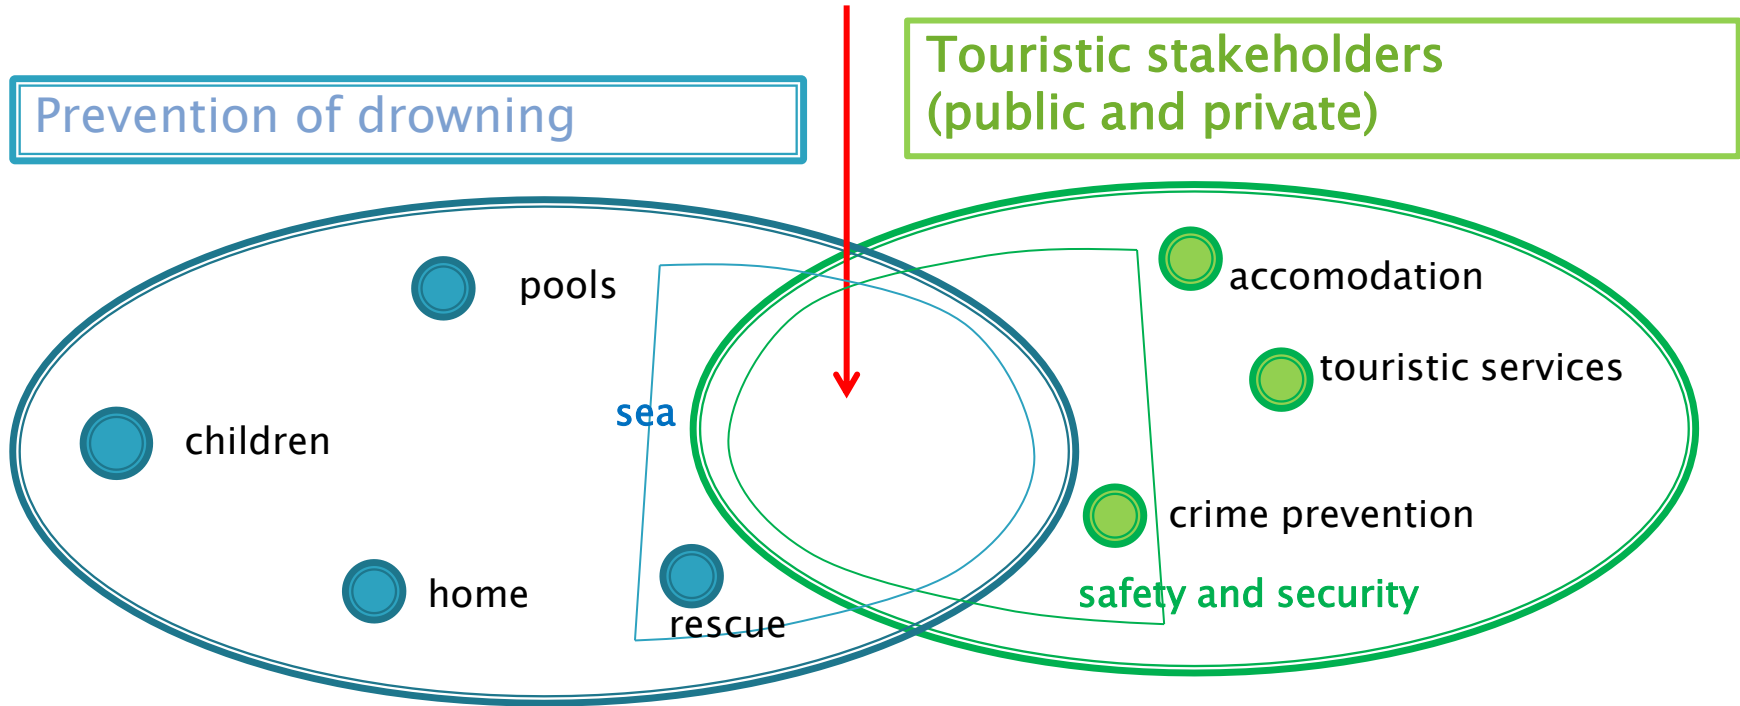 Prevention of drowning
Touristic stakeholders
(public and private)
pools
accomodation
touristic services
sea
children
crime prevention
home
safety and security
rescue